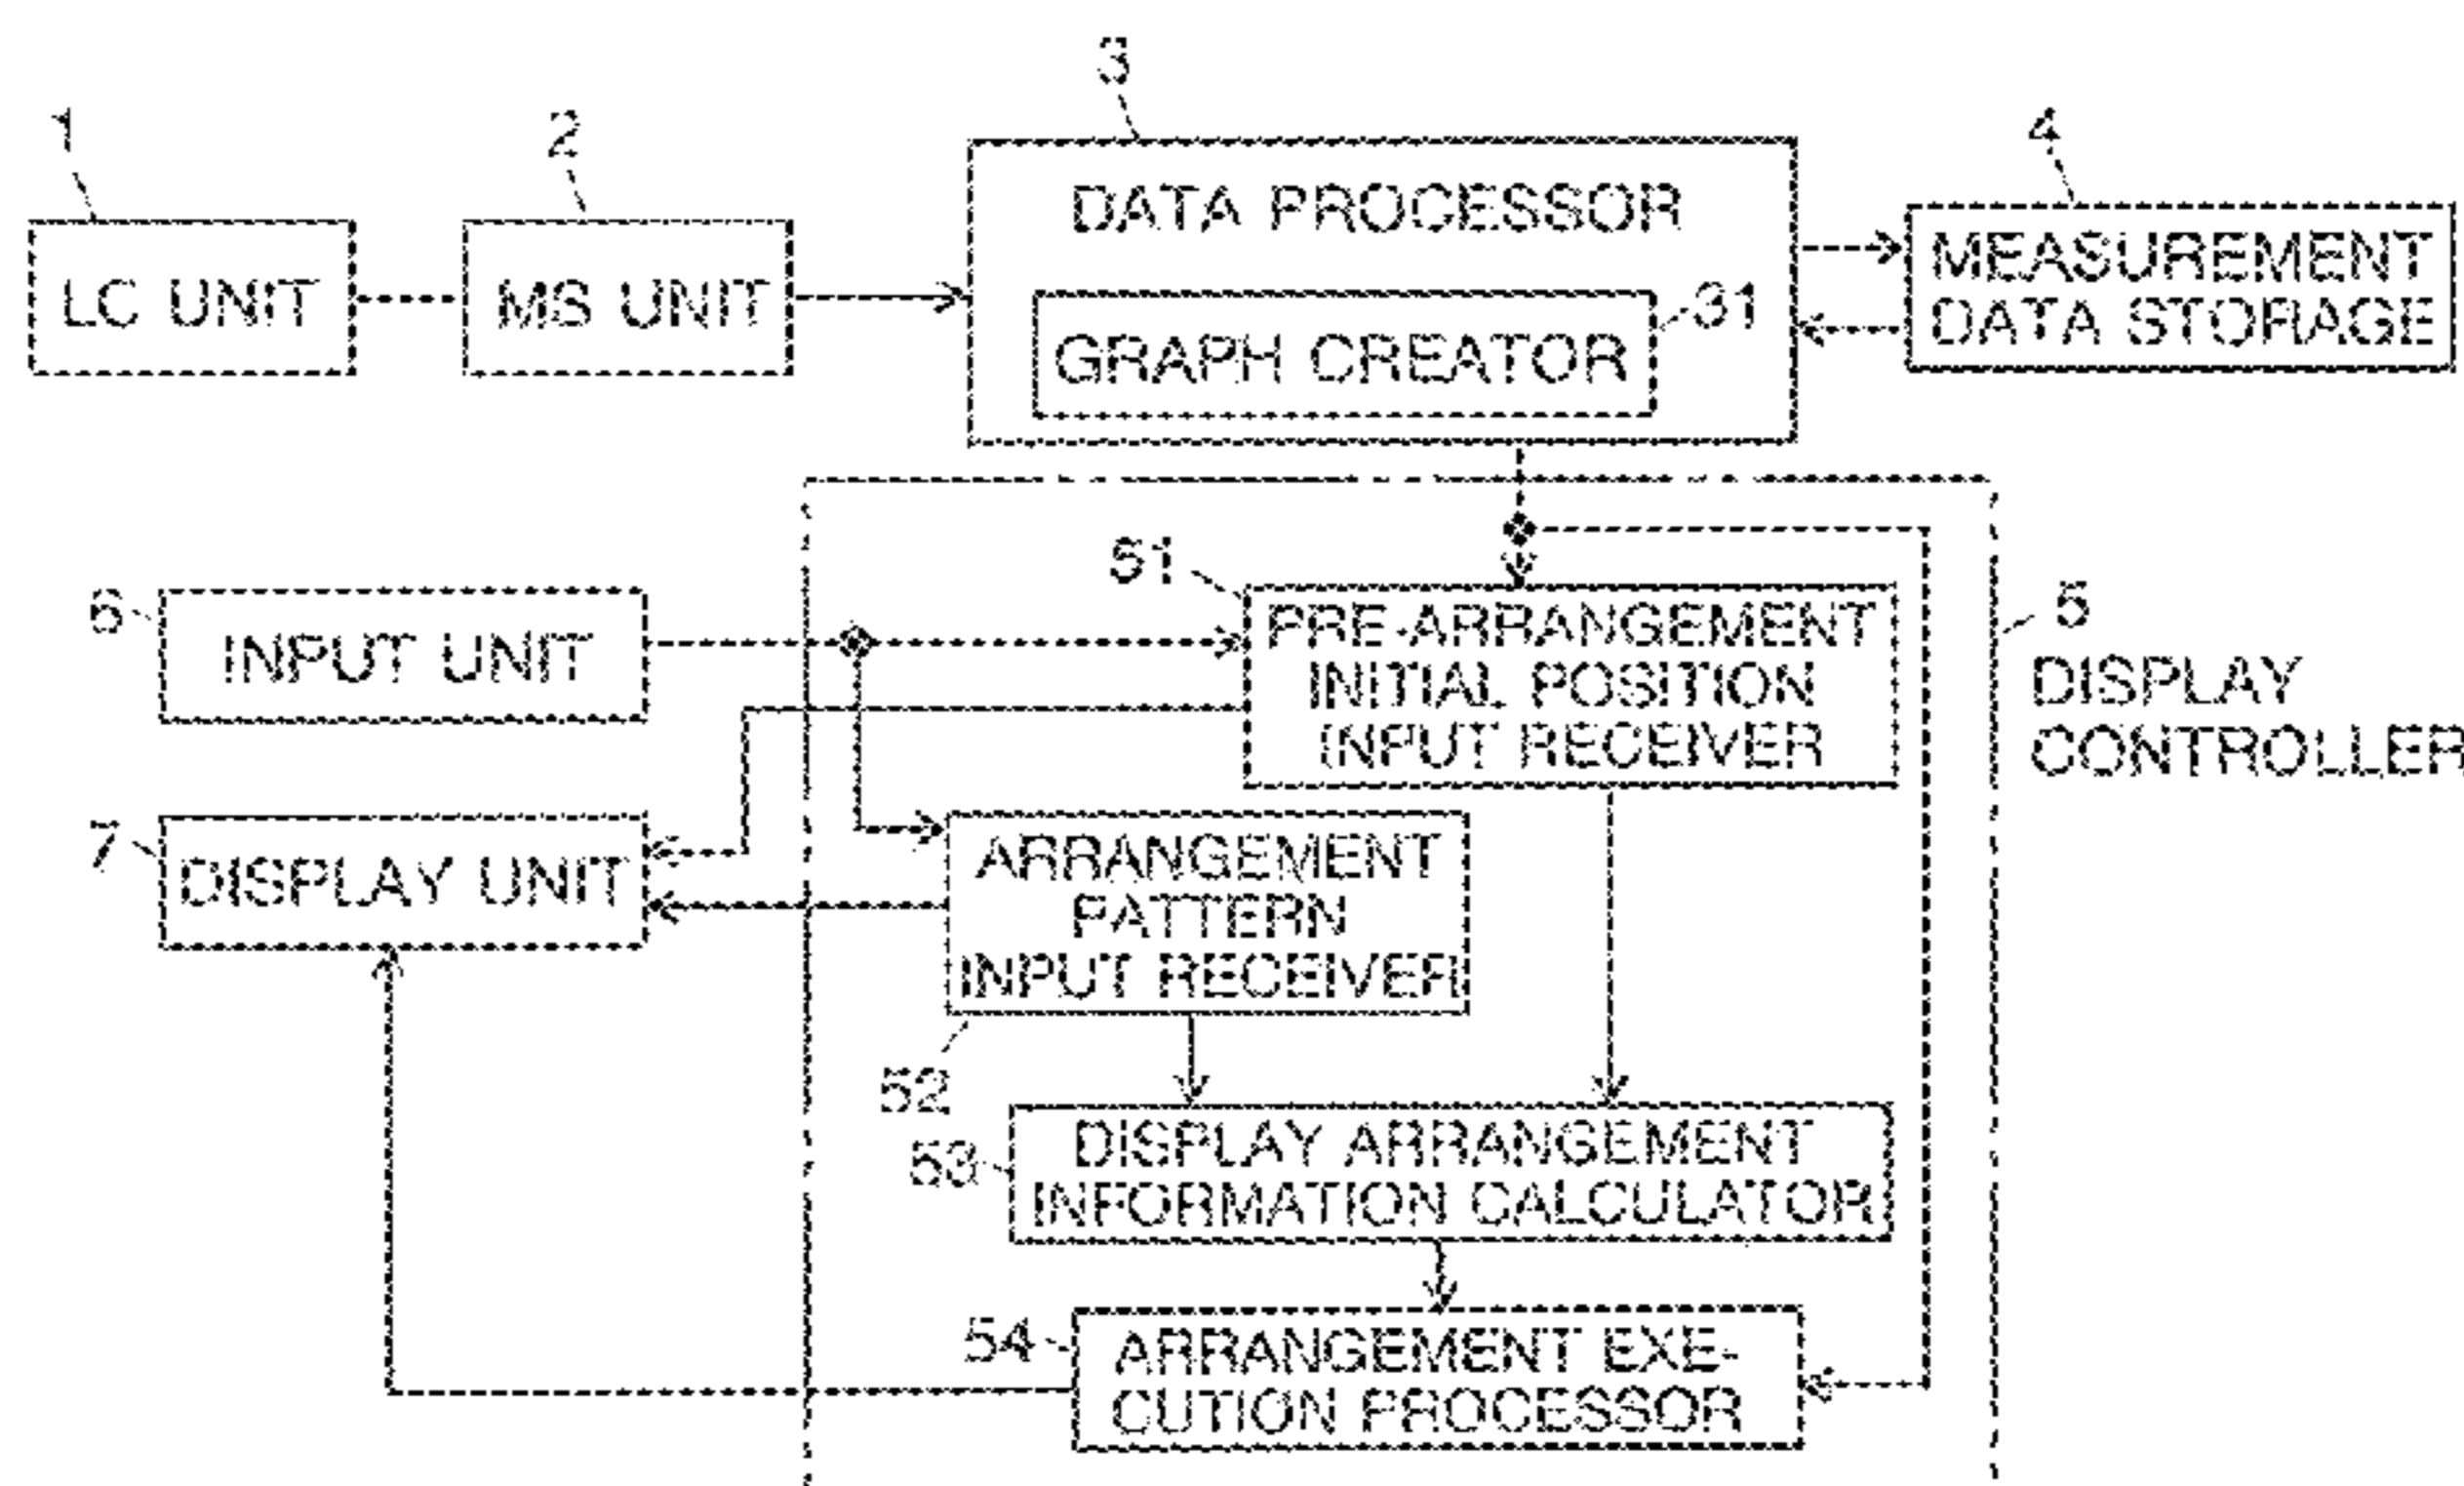 3
1
2
4
DATA PROCESSOR
LC UNIT
MS UNIT
MEASUREMENT
DATA STORAGE
31
GRAPH CREATOR
51
6
INPUT UNIT
PRE-ARRANGEMENT
INITIAL POSITION
INPUT RECEIVER
5
DISPLAY
CONTROLLER
7
DISPLAY UNIT
ARRANGEMENT
PATTERN
INPUT RECEIVER
52
53
DISPLAY ARRANGEMENT
INFORMATION CALCULATOR
54
ARRANGEMENT EXE-
CUTION PROCESSOR